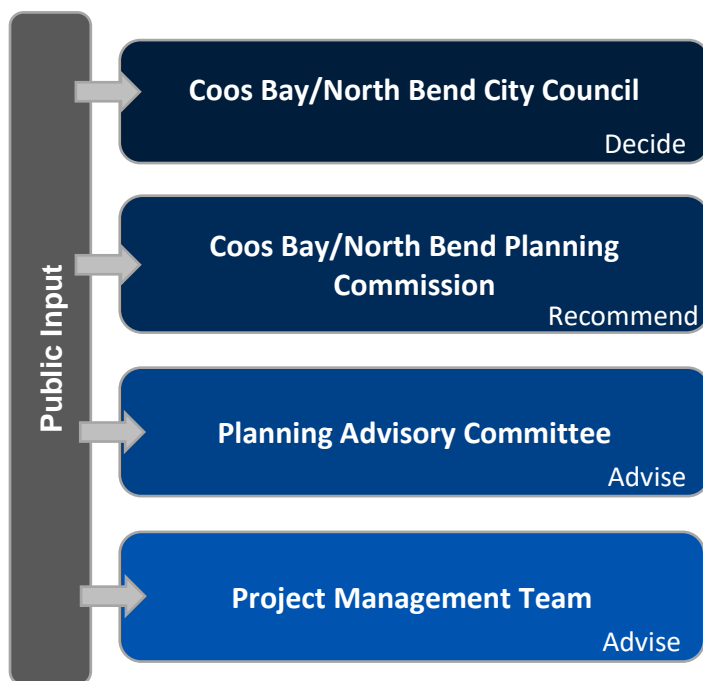 Public Input
Coos Bay/North Bend City Council
Decide
Coos Bay/North Bend Planning
Commission
Recommend
Planning Advisory Committee
Advise
Project Management Team
Advise